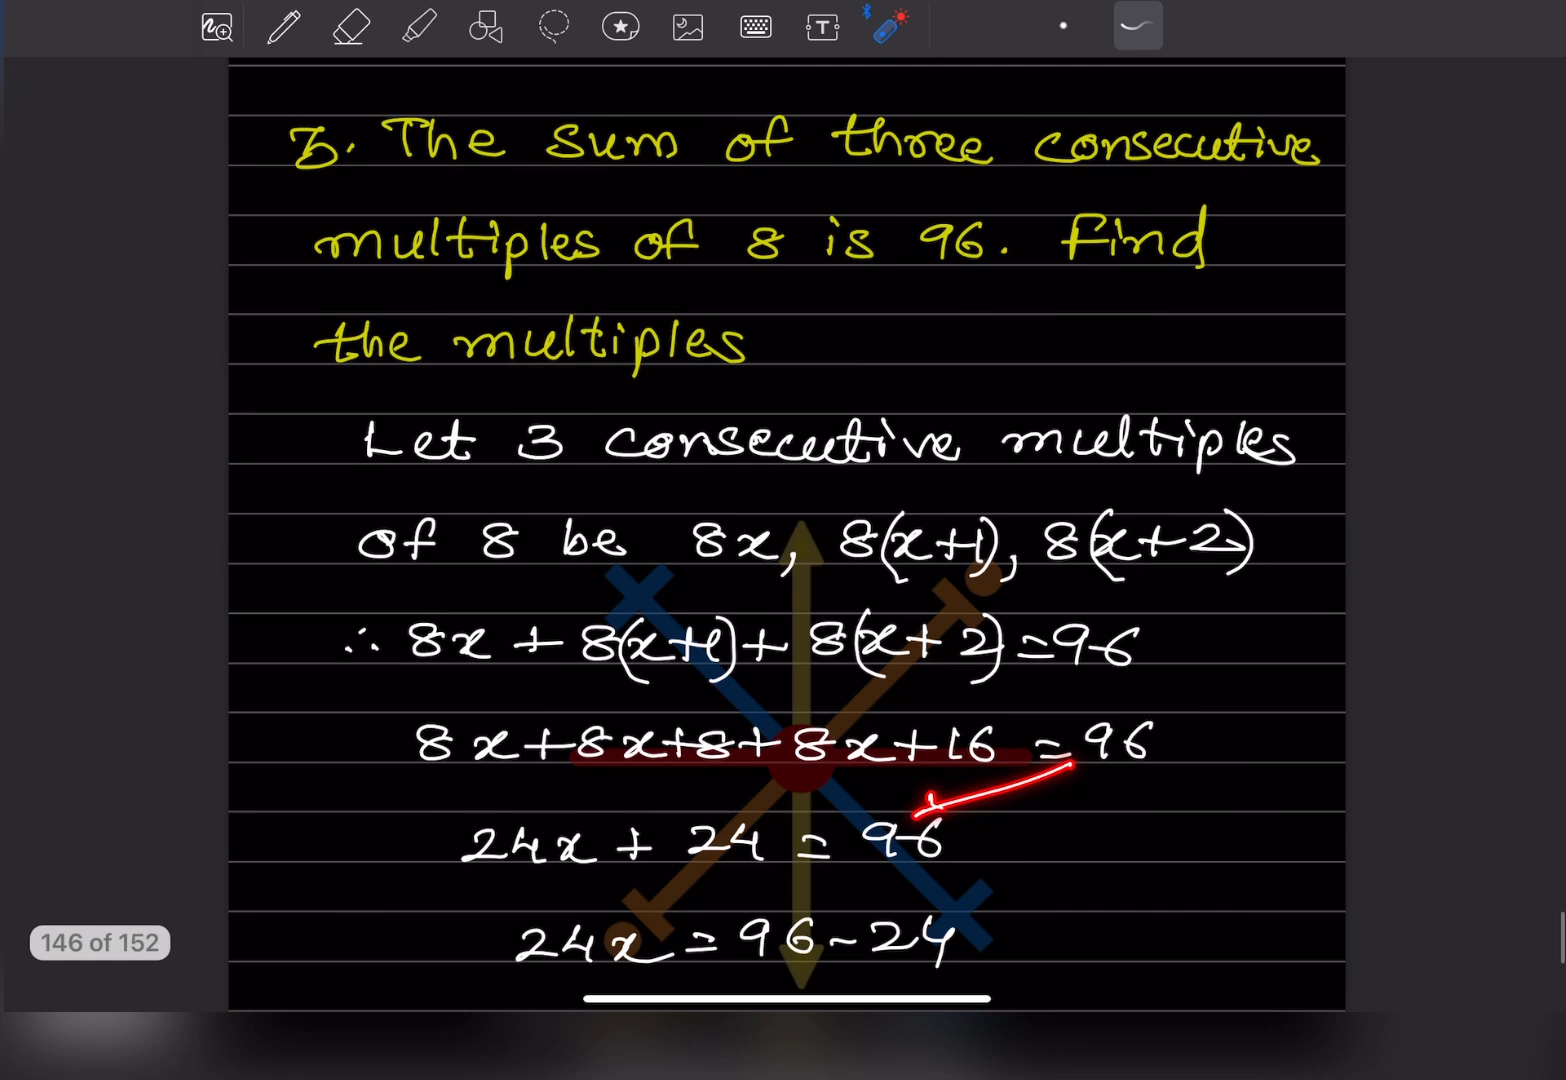 3. The sum of three consecutive
multiples of 8 is 96. Find
the multiples
Let 3 consecutive multiples
of 8 be 8x, 8(x+1), 8(x+2)
∴ 8x + 8(x+1) + 8(x+2) = 96
8x+8x+8+8x+16 = 96
24x + 24 = 96
24x = 96-24
146 of 152